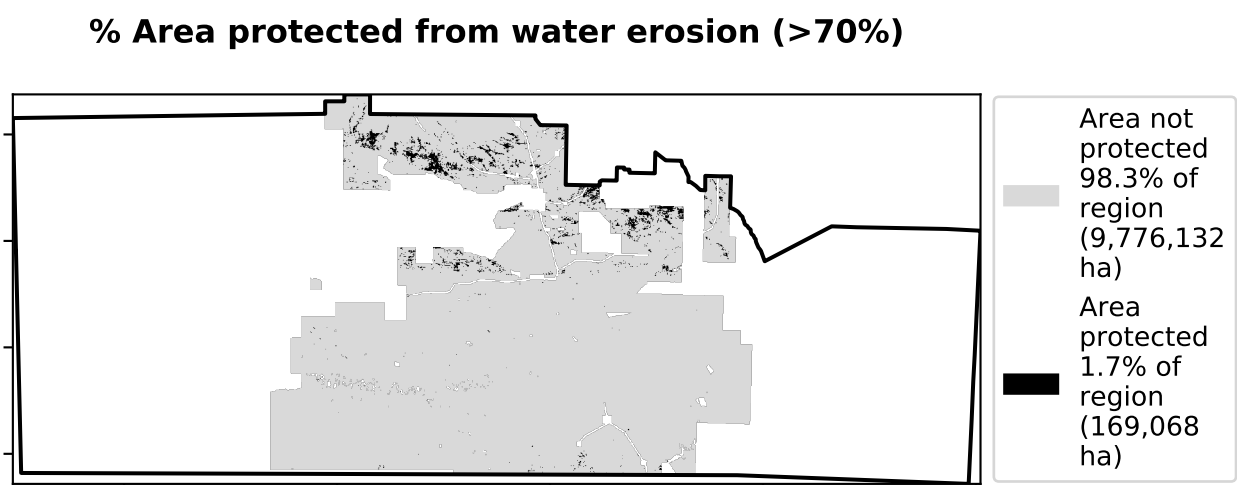 % Area protected from water erosion (>70%)
Area not
protected
98.3% of
region
(9,776,132
ha)
Area
protected
1.7% of
region
(169,068
ha)